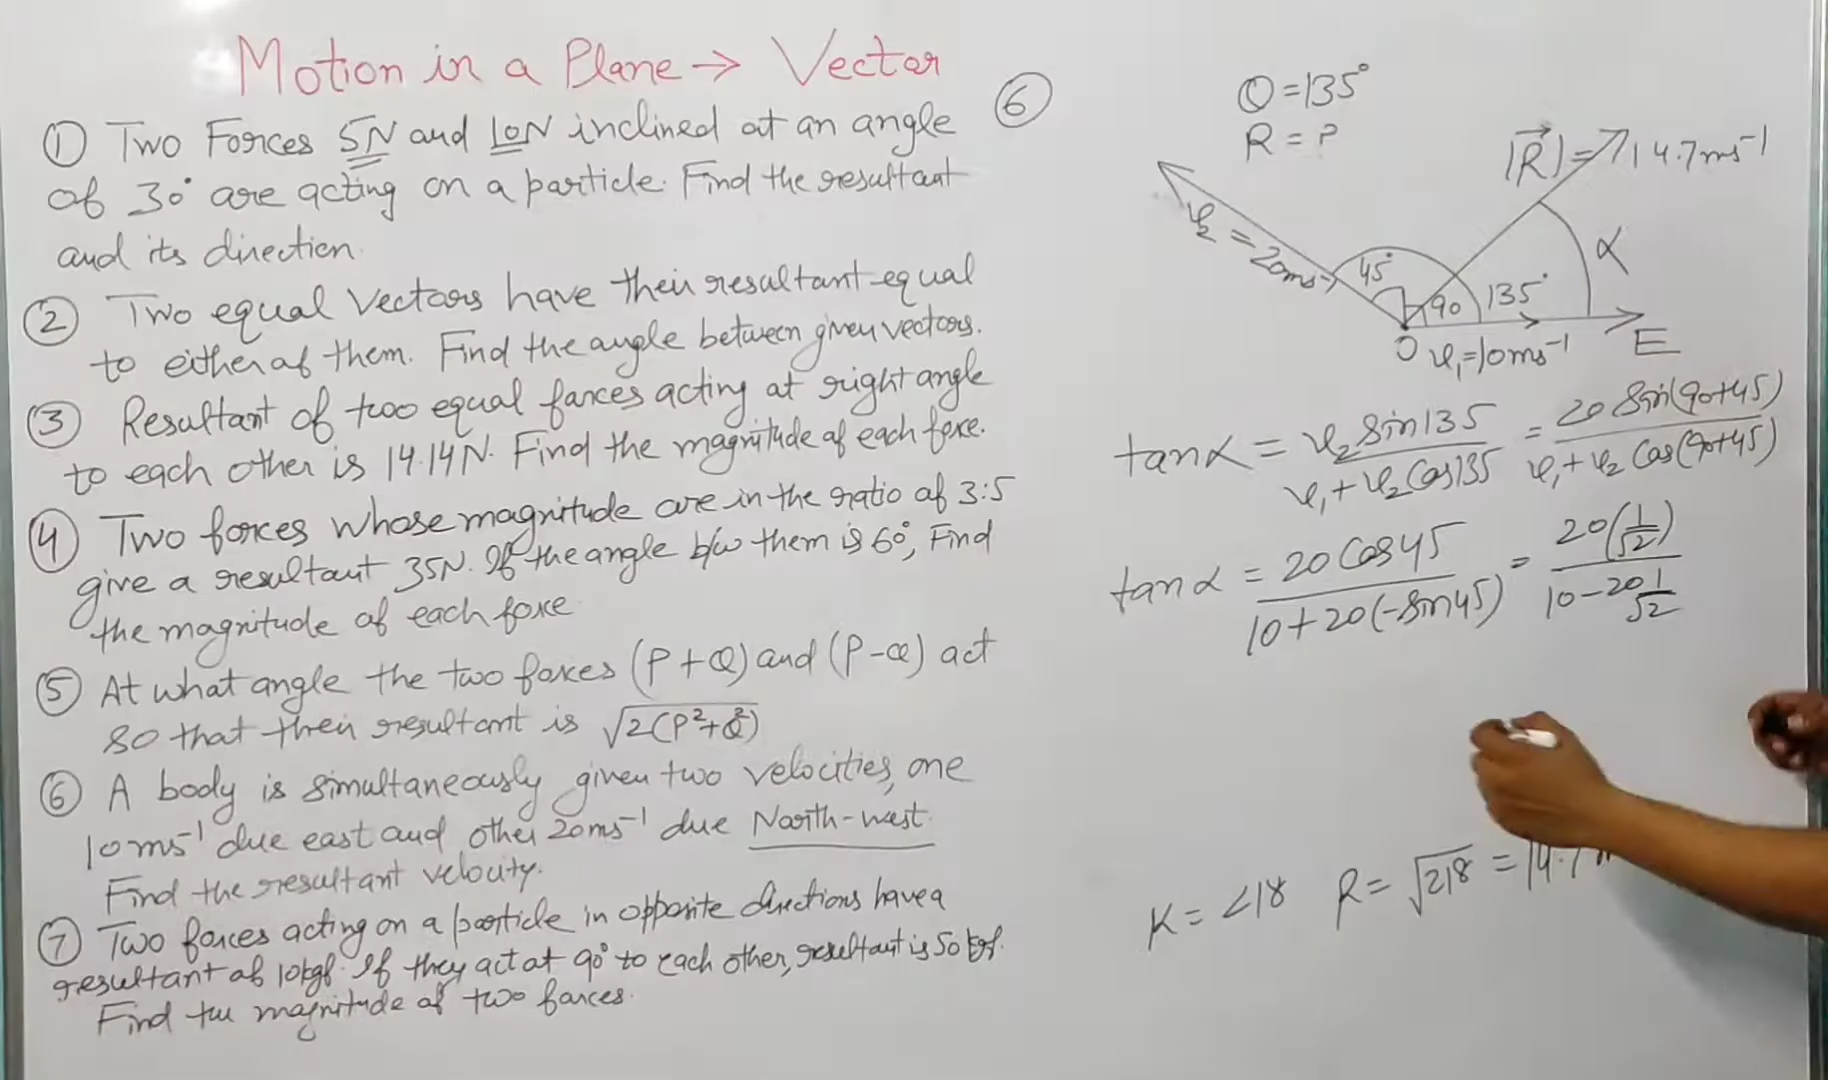 Motion in a Plane → Vector
① Two Forces 5N and 10N inclined at an angle
of 30° are acting on a particle. Find the resultant
and its direction.
② Two equal Vectors have their resultant equal
to either of them. Find the angle between given vectors.
③ Resultant of two equal forces acting at right angle
to each other is 14.14N. Find the magnitude of each force.
④ Two forces whose magnitude are in the ratio of 3:5
give a resultant 35N. If the angle b/w them is 60°, Find
the magnitude of each force
⑤ At what angle the two forces (P+Q) and (P-Q) act
so that their resultant is √2(P²+Q²)
⑥ A body is simultaneously given two velocities, one
10ms⁻¹ due east and other 20ms⁻¹ due North-west.
Find the resultant velocity.
⑦ Two forces acting on a particle in opposite directions have a
resultant of 10kgf. If they act at 90° to each other, resultant is 50 kgf.
Find the magnitude of two forces.
⑥
θ=135°
R = ?
|R⃗| = 14.7ms⁻¹
v₂ = 20ms⁻¹
45°
90
135°
α
O
v₁=10ms⁻¹
E
tanα = v₂ Sin135 / v₁+v₂Cos135 = 20 Sin(90+45) / v₁+v₂ Cos(90+45)
tanα = 20 Cos45 / 10+20(-Sin45) = 20(1/√2) / 10-20 1/√2
R = √218 = 14.7